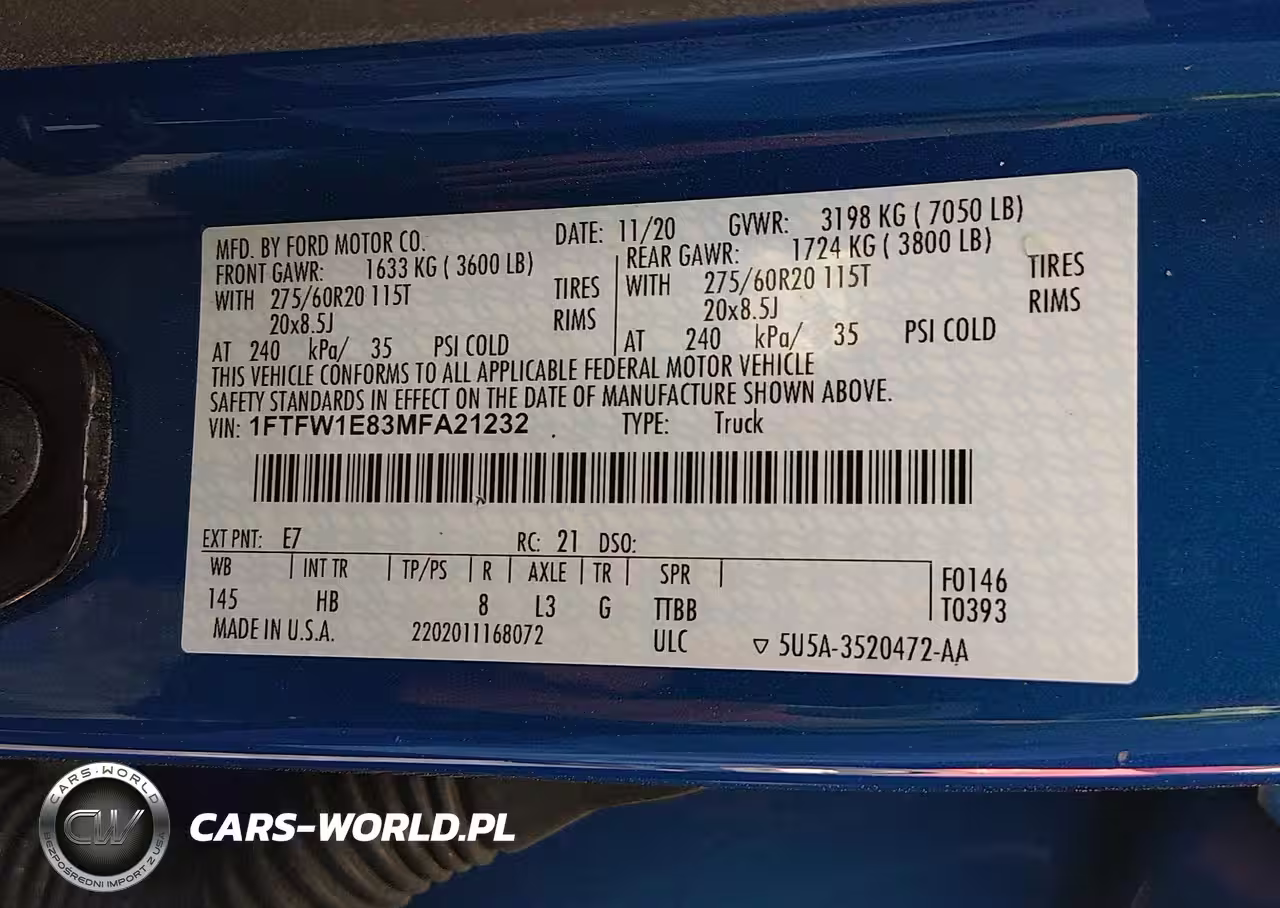 MFD. BY FORD MOTOR CO. DATE: 11/20 GVWR: 3198 KG ( 7050 LB)
FRONT GAWR: 1633 KG ( 3600 LB) REAR GAWR: 1724 KG ( 3800 LB)
WITH 275/60R20 115T TIRES WITH 275/60R20 115T TIRES
20x8.5J RIMS 20x8.5J RIMS
AT 240 kPa/ 35 PSI COLD AT 240 kPa/ 35 PSI COLD
THIS VEHICLE CONFORMS TO ALL APPLICABLE FEDERAL MOTOR VEHICLE
SAFETY STANDARDS IN EFFECT ON THE DATE OF MANUFACTURE SHOWN ABOVE.
VIN: 1FTFW1E83MFA21232 TYPE: Truck
EXT PNT: E7 RC: 21 DSO:
WB INT TR TP/PS R AXLE TR SPR F0146
145 HB 8 L3 G TTBB T0393
MADE IN U.S.A. 2202011168072 ULC ▽ 5U5A-3520472-AA
CARS-WORLD
CW
BEZPOŚREDNI IMPORT Z USA
CARS-WORLD.PL